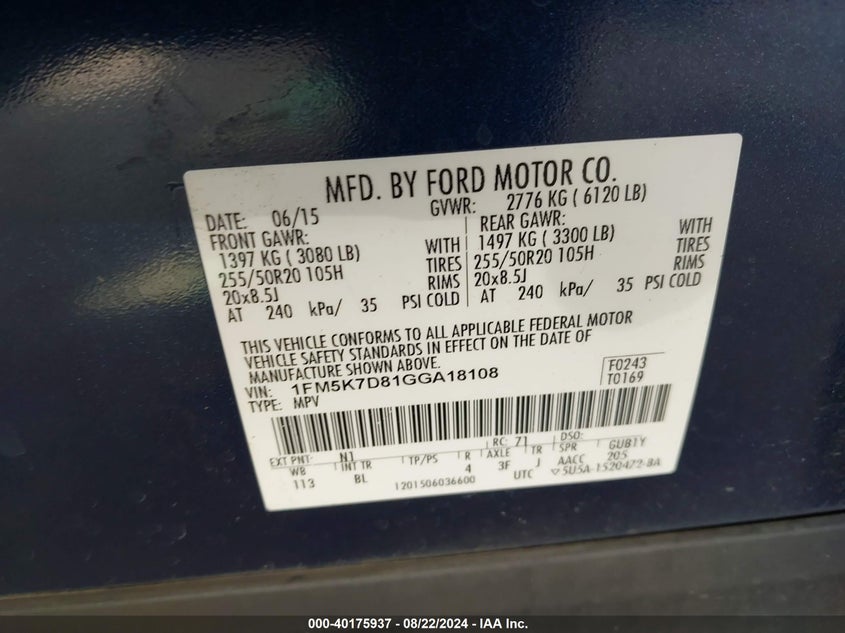 MFD. BY FORD MOTOR CO.
DATE: 06/15 GVWR: 2776 KG ( 6120 LB)
FRONT GAWR: REAR GAWR:
1397 KG ( 3080 LB) WITH 1497 KG ( 3300 LB) WITH
255/50R20 105H TIRES 255/50R20 105H TIRES
20x8.5J RIMS 20x8.5J RIMS
AT 240 kPa/ 35 PSI COLD AT 240 kPa/ 35 PSI COLD
THIS VEHICLE CONFORMS TO ALL APPLICABLE FEDERAL MOTOR
VEHICLE SAFETY STANDARDS IN EFFECT ON THE DATE OF
MANUFACTURE SHOWN ABOVE.
VIN: 1FM5K7D81GGA18108 F0243
TYPE: MPV T0169
EXT PNT: N1 RC: 71 DSO:
WB INT TR TP/PS R AXLE TR SPR GUB1Y
113 BL 4 3F J AACC 205
1201506036600 UTC 5U5A-1520472-BA
000-40175937 - 08/22/2024 - IAA Inc.